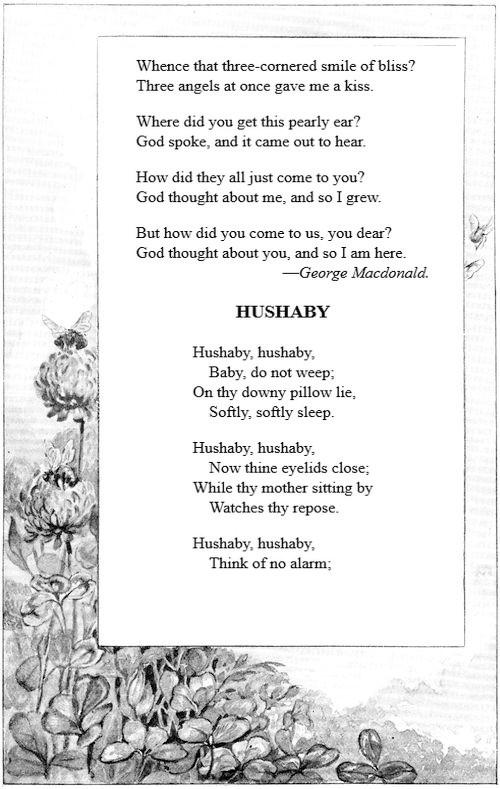 Whence that three-cornered smile of bliss?
Three angels at once gave me a kiss.
Where did you get this pearly ear?
God spoke, and it came out to hear.
How did they all just come to you?
God thought about me, and so I grew.
But how did you come to us, you dear?
God thought about you, and so I am here.
—George Macdonald.
HUSHABY
Hushaby, hushaby,
Baby, do not weep;
On thy downy pillow lie,
Softly, softly sleep.
Hushaby, hushaby,
Now thine eyelids close;
While thy mother sitting by
Watches thy repose.
Hushaby, hushaby,
Think of no alarm;